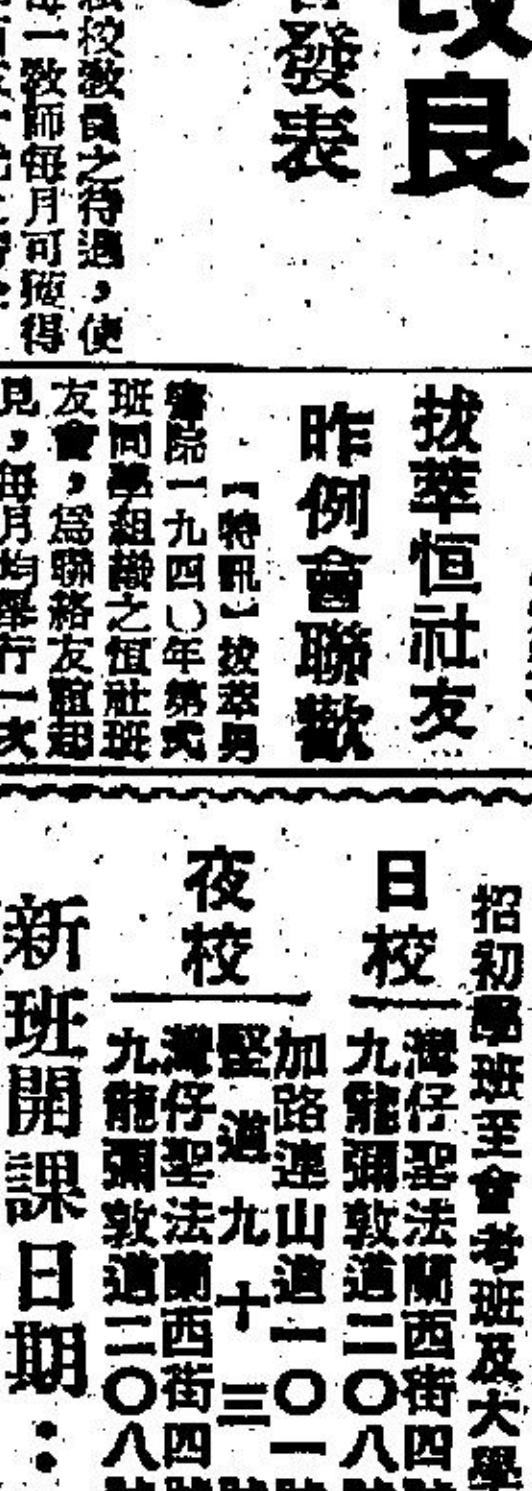 改良
發表
校教員之待遇,使
每一教師每月可獲得
拔萃恒社友
昨例會聯歡
【特訊】拔萃男
書院一九四〇年第式
班同學組織之恒社班
友會,爲聯絡友誼起
見,每月均舉行一次
招初學班至會考班及大學
日校
灣仔聖法蘭西街四號
九龍彌敦道二〇八號
夜校
加路連山道一〇一號
堅道九十三號
灣仔聖法蘭西街四號
九龍彌敦道二〇八號
新班開課日期: